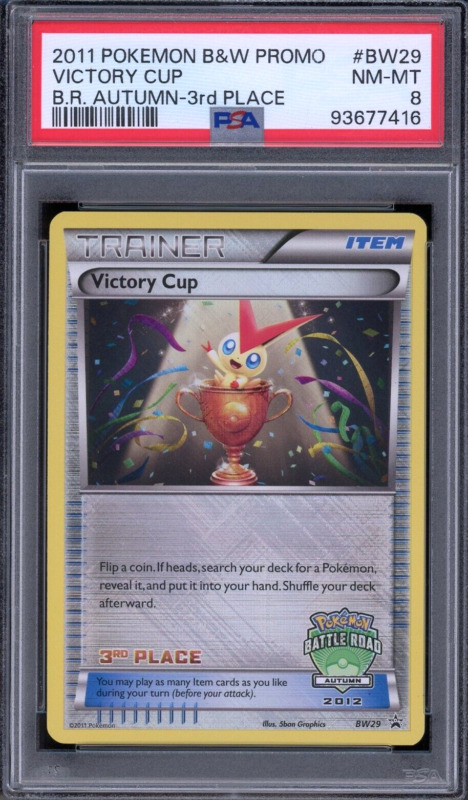 2011 POKEMON B&W PROMO #BW29
VICTORY CUP NM-MT
B.R. AUTUMN-3rd PLACE 8
PSA 93677416
TRAINER ITEM
Victory Cup
Flip a coin. If heads, search your deck for a Pokémon,
reveal it, and put it into your hand. Shuffle your deck
afterward.
3RD PLACE
Pokémon
BATTLE ROAD
AUTUMN
2012
You may play as many Item cards as you like
during your turn (before your attack).
©2011 Pokémon Illus. 5ban Graphics BW29
PSA